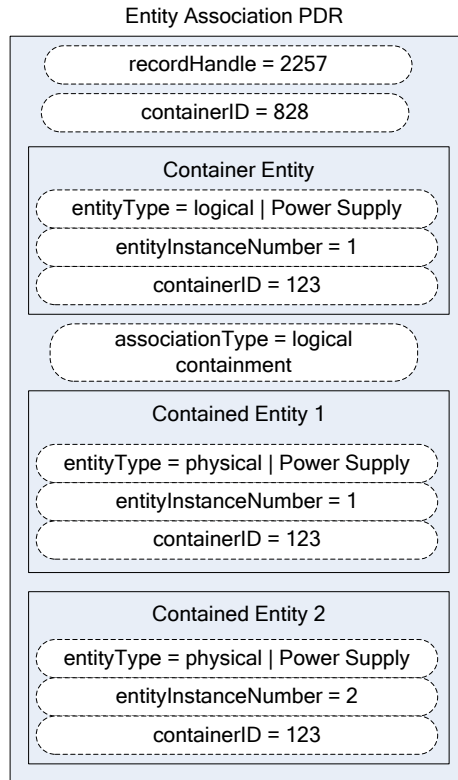 Entity Association PDR
recordHandle = 2257
containerID = 828
Container Entity
entityType = logical | Power Supply
entityInstanceNumber = 1
containerID = 123
associationType = logical
containment
Contained Entity 1
entityType = physical | Power Supply
entityInstanceNumber = 1
containerID = 123
Contained Entity 2
entityType = physical | Power Supply
entityInstanceNumber = 2
containerID = 123